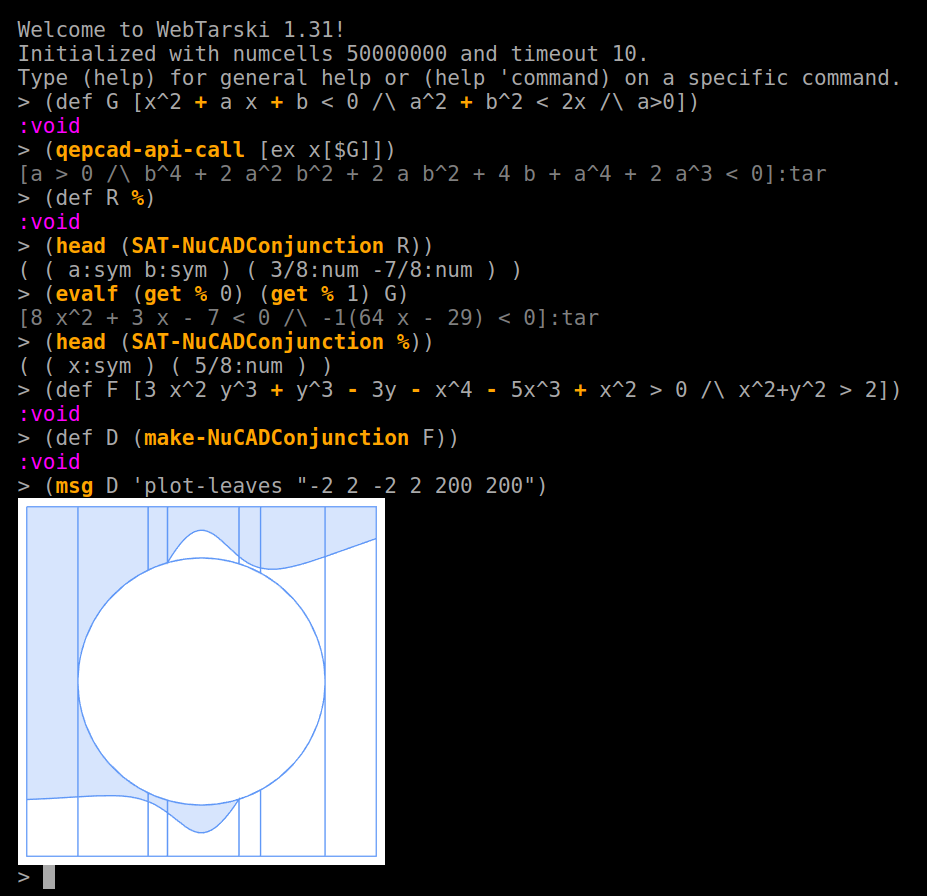 Welcome to WebTarski 1.31!
Initialized with numcells 50000000 and timeout 10.
Type (help) for general help or (help 'command) on a specific command.
> (def G [x^2 + a x + b < 0 /\ a^2 + b^2 < 2x /\ a>0])
:void
> (qepcad-api-call [ex x[$G]])
[a > 0 /\ b^4 + 2 a^2 b^2 + 2 a b^2 + 4 b + a^4 + 2 a^3 < 0]:tar
> (def R %)
:void
> (head (SAT-NuCADConjunction R))
( ( a:sym b:sym ) ( 3/8:num -7/8:num ) )
> (evalf (get % 0) (get % 1) G)
[8 x^2 + 3 x - 7 < 0 /\ -1(64 x - 29) < 0]:tar
> (head (SAT-NuCADConjunction %))
( ( x:sym ) ( 5/8:num ) )
> (def F [3 x^2 y^3 + y^3 - 3y - x^4 - 5x^3 + x^2 > 0 /\ x^2+y^2 > 2])
:void
> (def D (make-NuCADConjunction F))
:void
> (msg D 'plot-leaves "-2 2 -2 2 200 200")
>